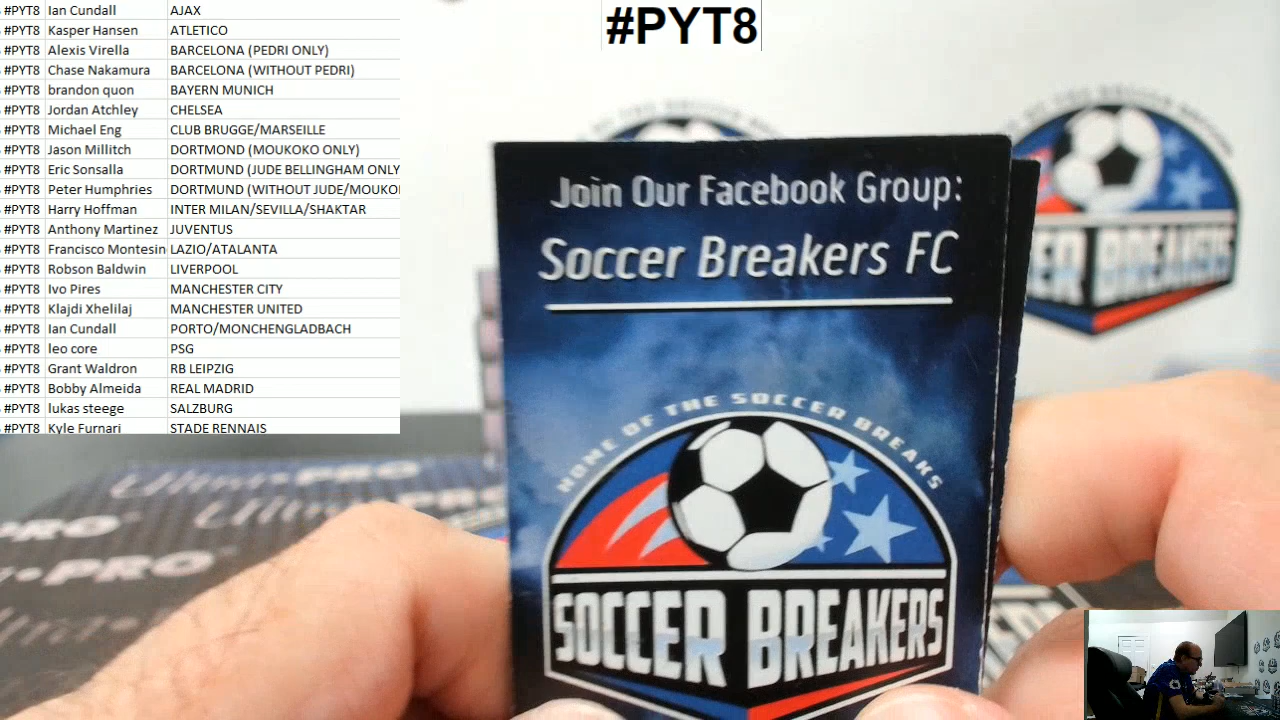 #PYT8 Ian Cundall AJAX
#PYT8 Kasper Hansen ATLETICO
#PYT8 Alexis Virella BARCELONA (PEDRI ONLY)
#PYT8 Chase Nakamura BARCELONA (WITHOUT PEDRI)
#PYT8 brandon quon BAYERN MUNICH
#PYT8 Jordan Atchley CHELSEA
#PYT8 Michael Eng CLUB BRUGGE/MARSEILLE
#PYT8 Jason Millitch DORTMOND (MOUKOKO ONLY)
#PYT8 Eric Sonsalla DORTMUND (JUDE BELLINGHAM ONLY
#PYT8 Peter Humphries DORTMUND (WITHOUT JUDE/MOUKO
#PYT8 Harry Hoffman INTER MILAN/SEVILLA/SHAKTAR
#PYT8 Anthony Martinez JUVENTUS
#PYT8 Francisco Montesin LAZIO/ATALANTA
#PYT8 Robson Baldwin LIVERPOOL
#PYT8 Ivo Pires MANCHESTER CITY
#PYT8 Klajdi Xhelilaj MANCHESTER UNITED
#PYT8 Ian Cundall PORTO/MONCHENGLADBACH
#PYT8 leo core PSG
#PYT8 Grant Waldron RB LEIPZIG
#PYT8 Bobby Almeida REAL MADRID
#PYT8 lukas steege SALZBURG
#PYT8 Kyle Furnari STADE RENNAIS
#PYT8
Join Our Facebook Group:
Soccer Breakers FC
HOME OF THE SOCCER BREAKS
SOCCER BREAKERS
BREAKERS
Ultra PRO
Ultra PRO
PRO